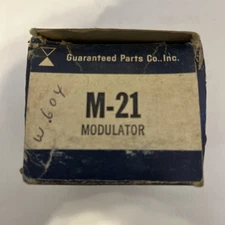 Guaranteed Parts Co., Inc.
M-21
MODULATOR
W.604